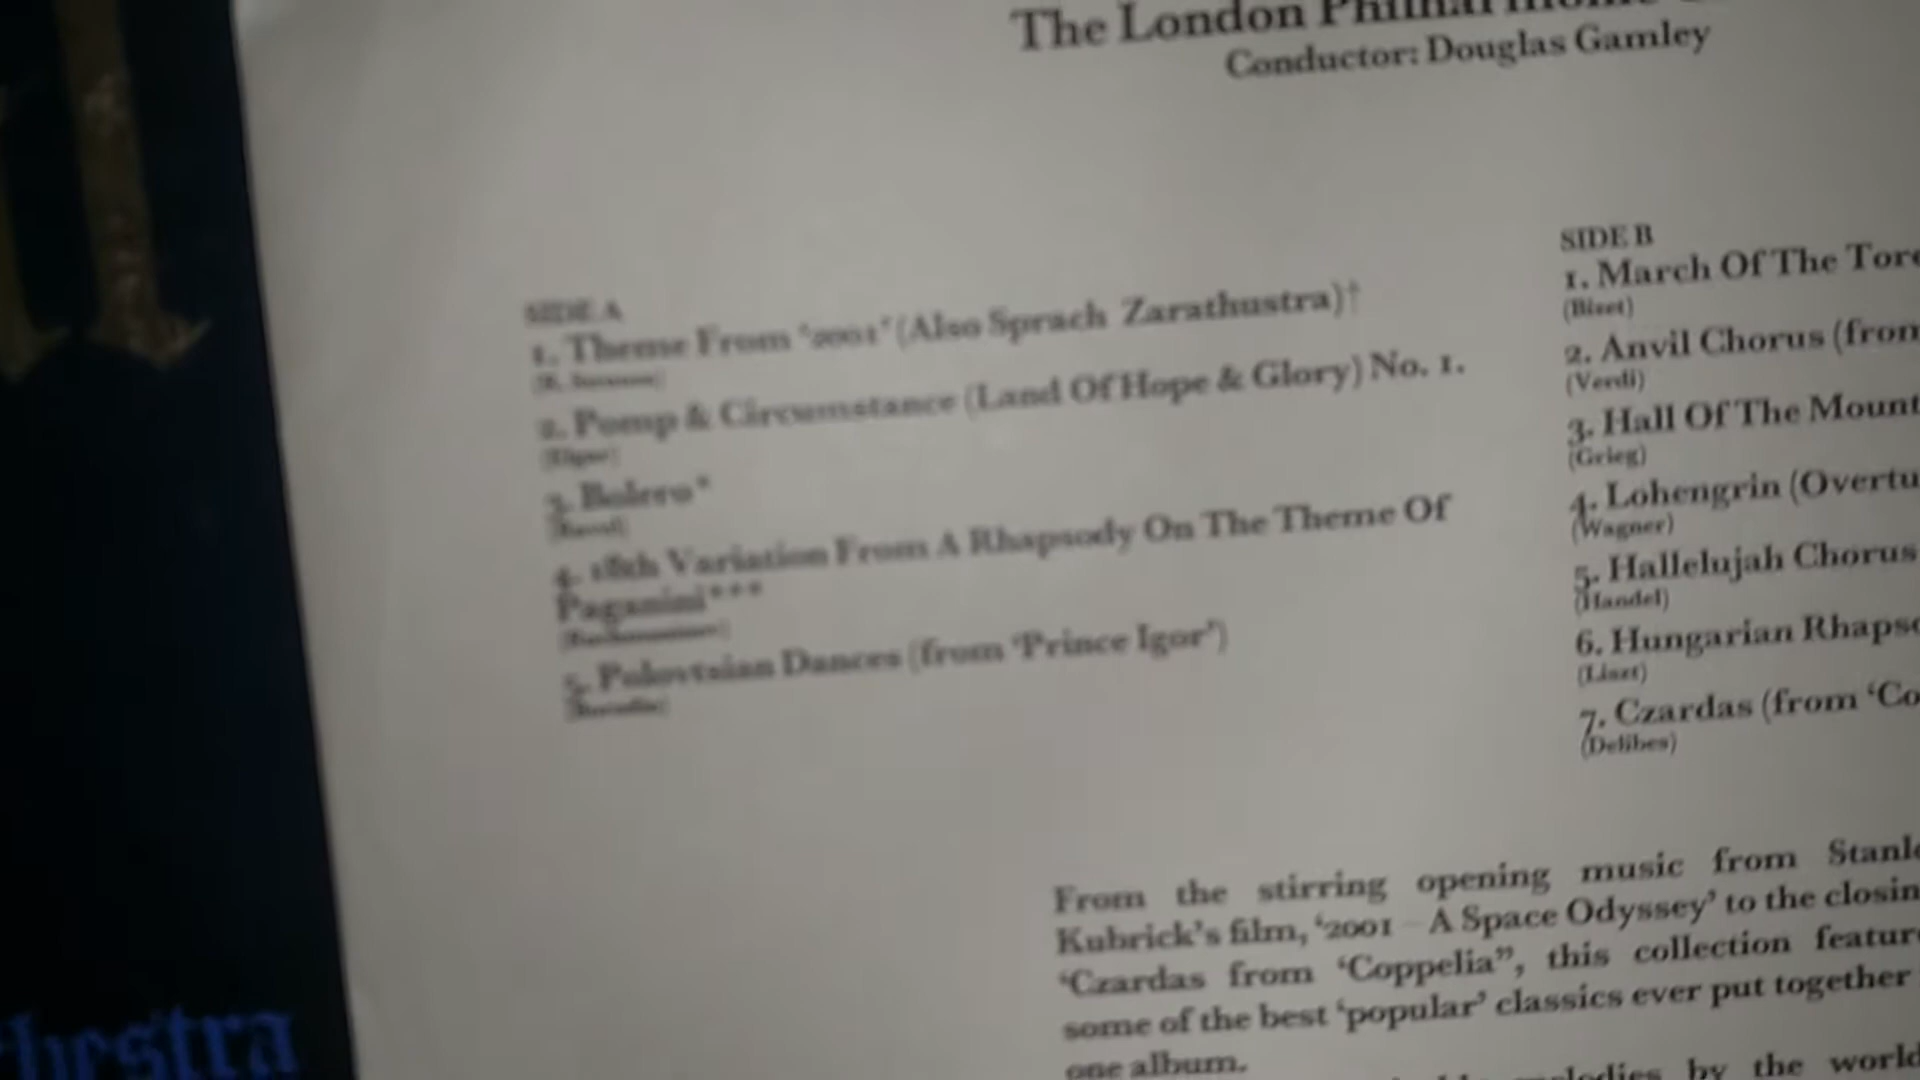 The London
Conductor: Douglas Gamley
SIDE A
1. Theme From ‘2001’ (Also Sprach Zarathustra)†
(R. Strauss)
2. Pomp & Circumstance (Land Of Hope & Glory) No. 1.
(Elgar)
3. Bolero*
(Ravel)
4. 18th Variation From A Rhapsody On The Theme Of
Paganini***
5. Polovtsian Dances (from ‘Prince Igor’)
(Borodin)
SIDE B
1. March Of The
(Bizet)
2. Anvil Chorus (from
(Verdi)
3. Hall Of The
(Grieg)
4. Lohengrin
(Wagner)
5. Hallelujah Chorus
(Handel)
6. Hungarian
(Liszt)
7. Czardas (from
(Delibes)
From the stirring opening music from
Kubrick’s film, ‘2001 – A Space Odyssey’ to the
‘Czardas from ‘Coppelia”, this collection
some of the best ‘popular’ classics ever put together
one album.
by the